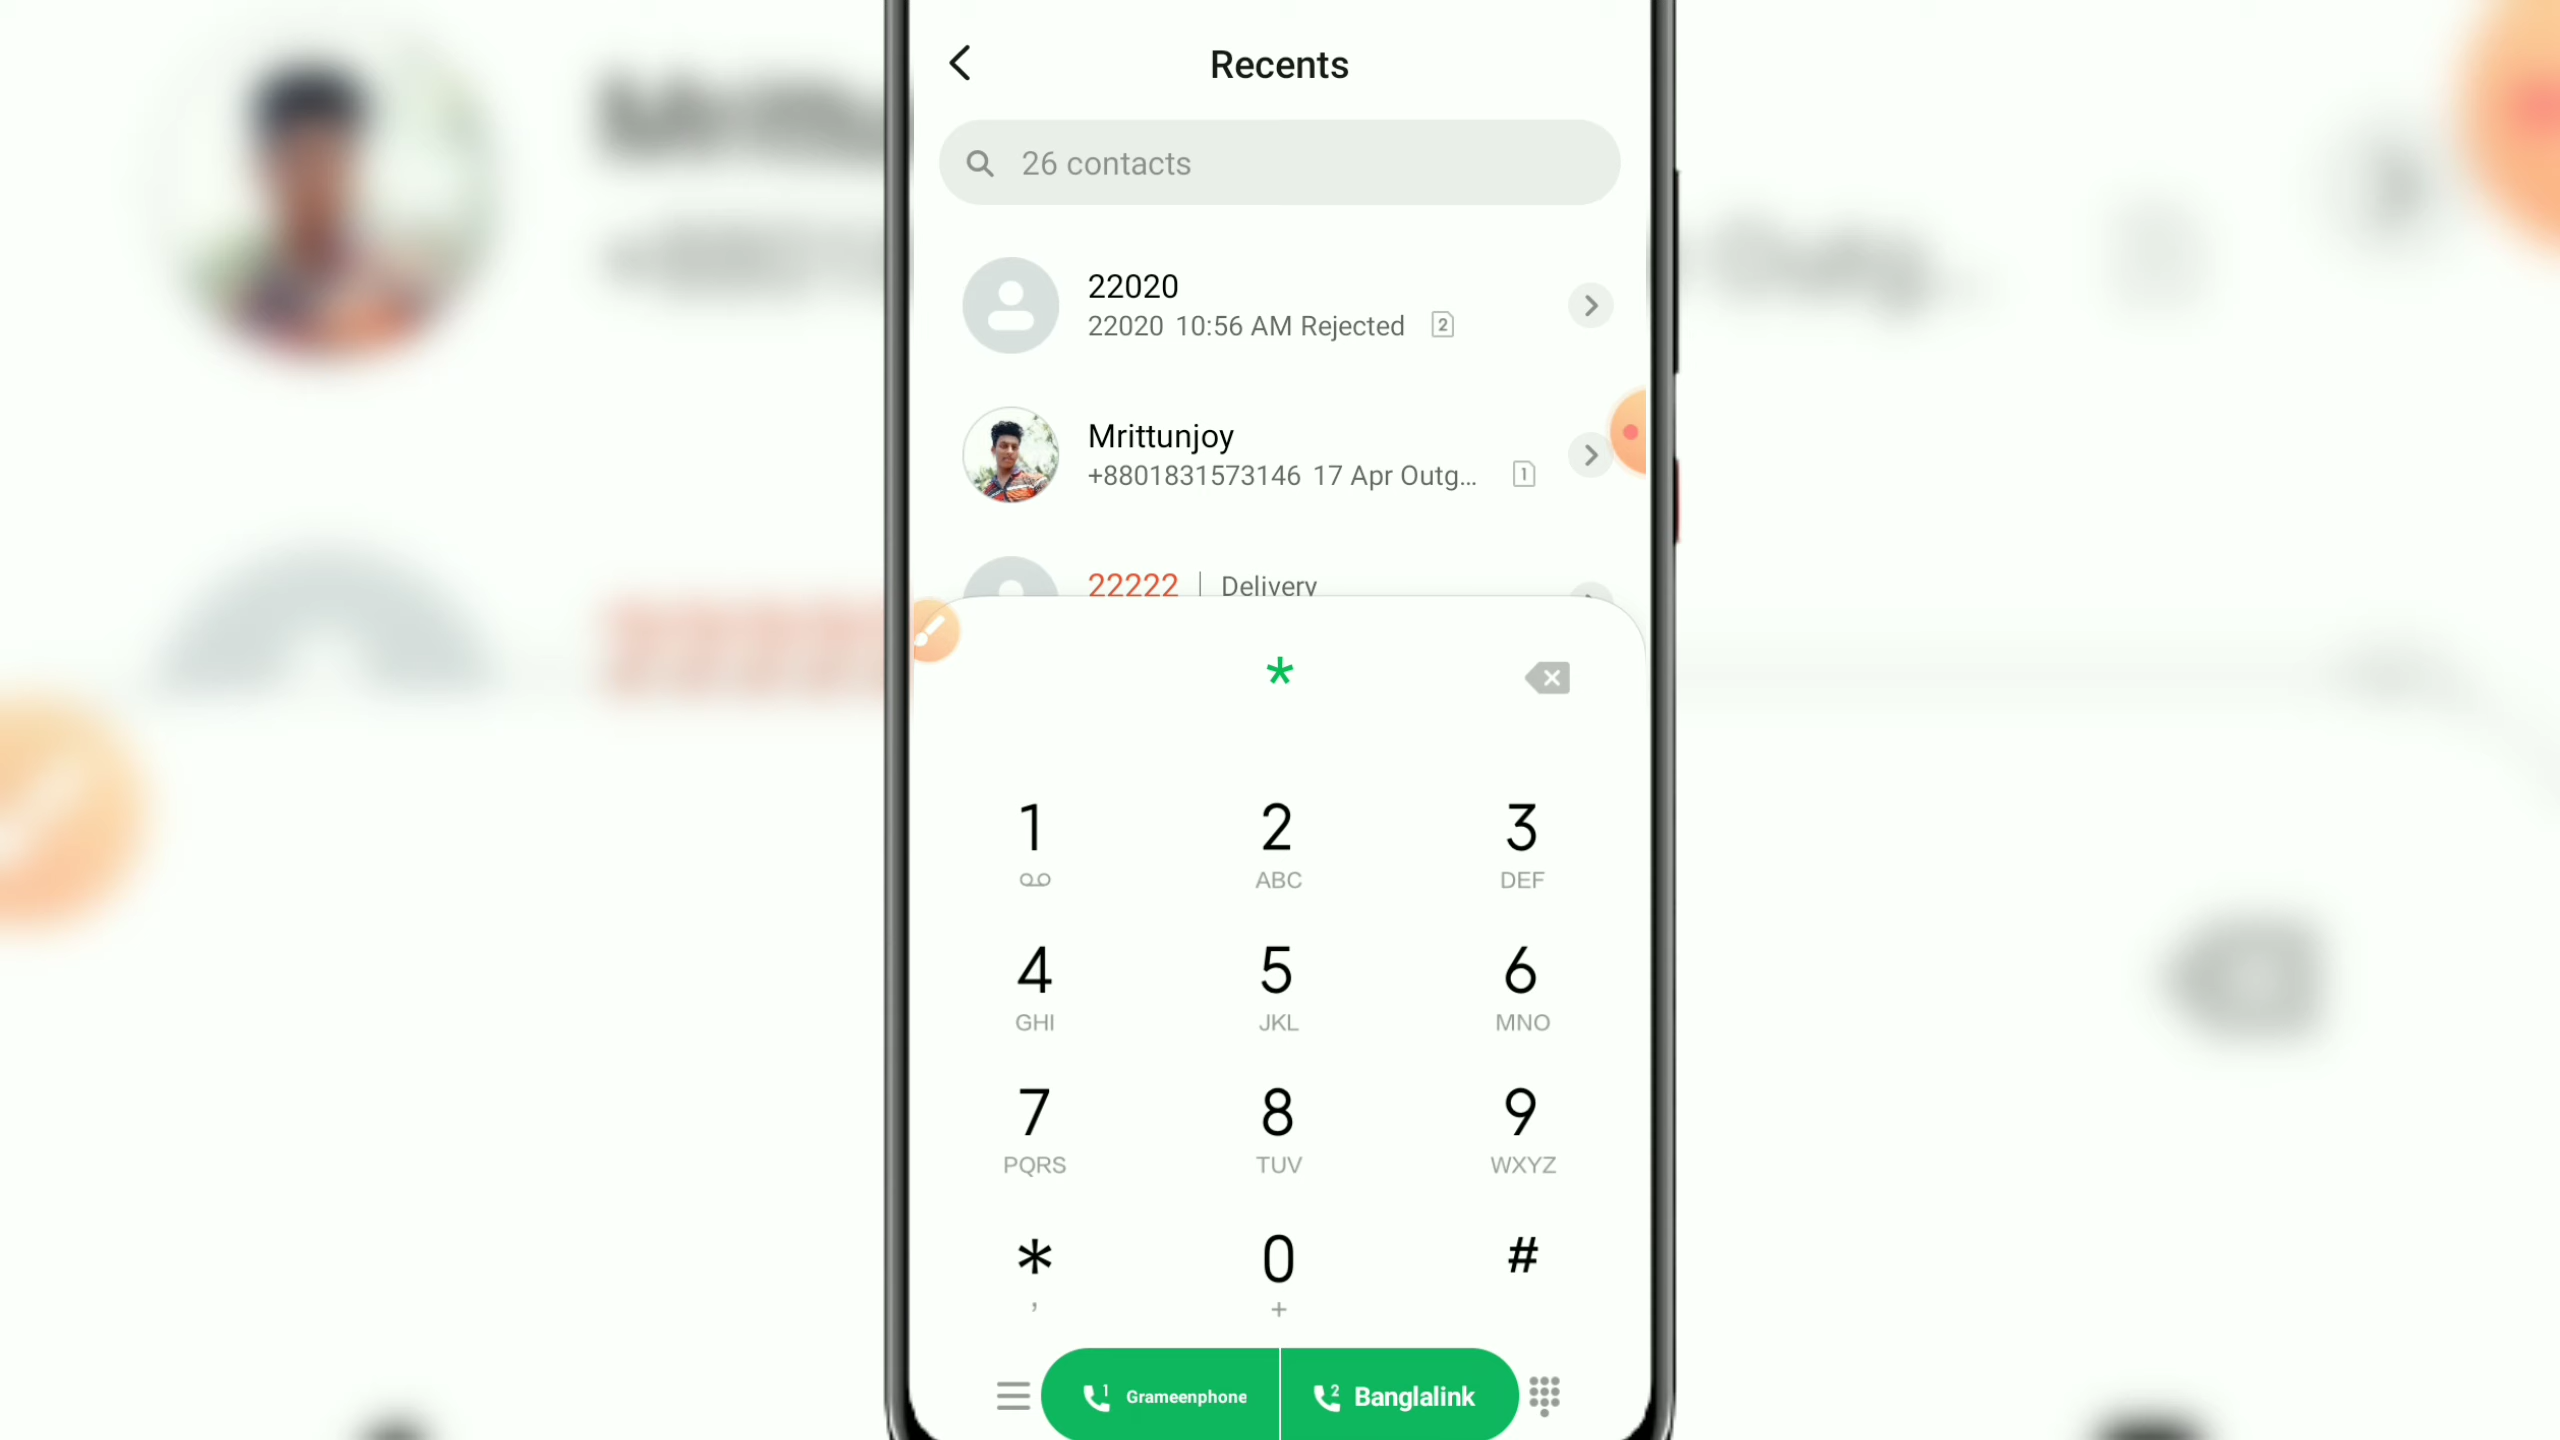 Recents
26 contacts
22020
22020 10:56 AM Rejected 2
Mrittunjoy
+8801831573146 17 Apr Outg... 1
22222 | Delivery
*
1 2 3
ABC DEF
4 5 6
GHI JKL MNO
7 8 9
PQRS TUV WXYZ
* 0 #
, +
1 Grameenphone 2 Banglalink